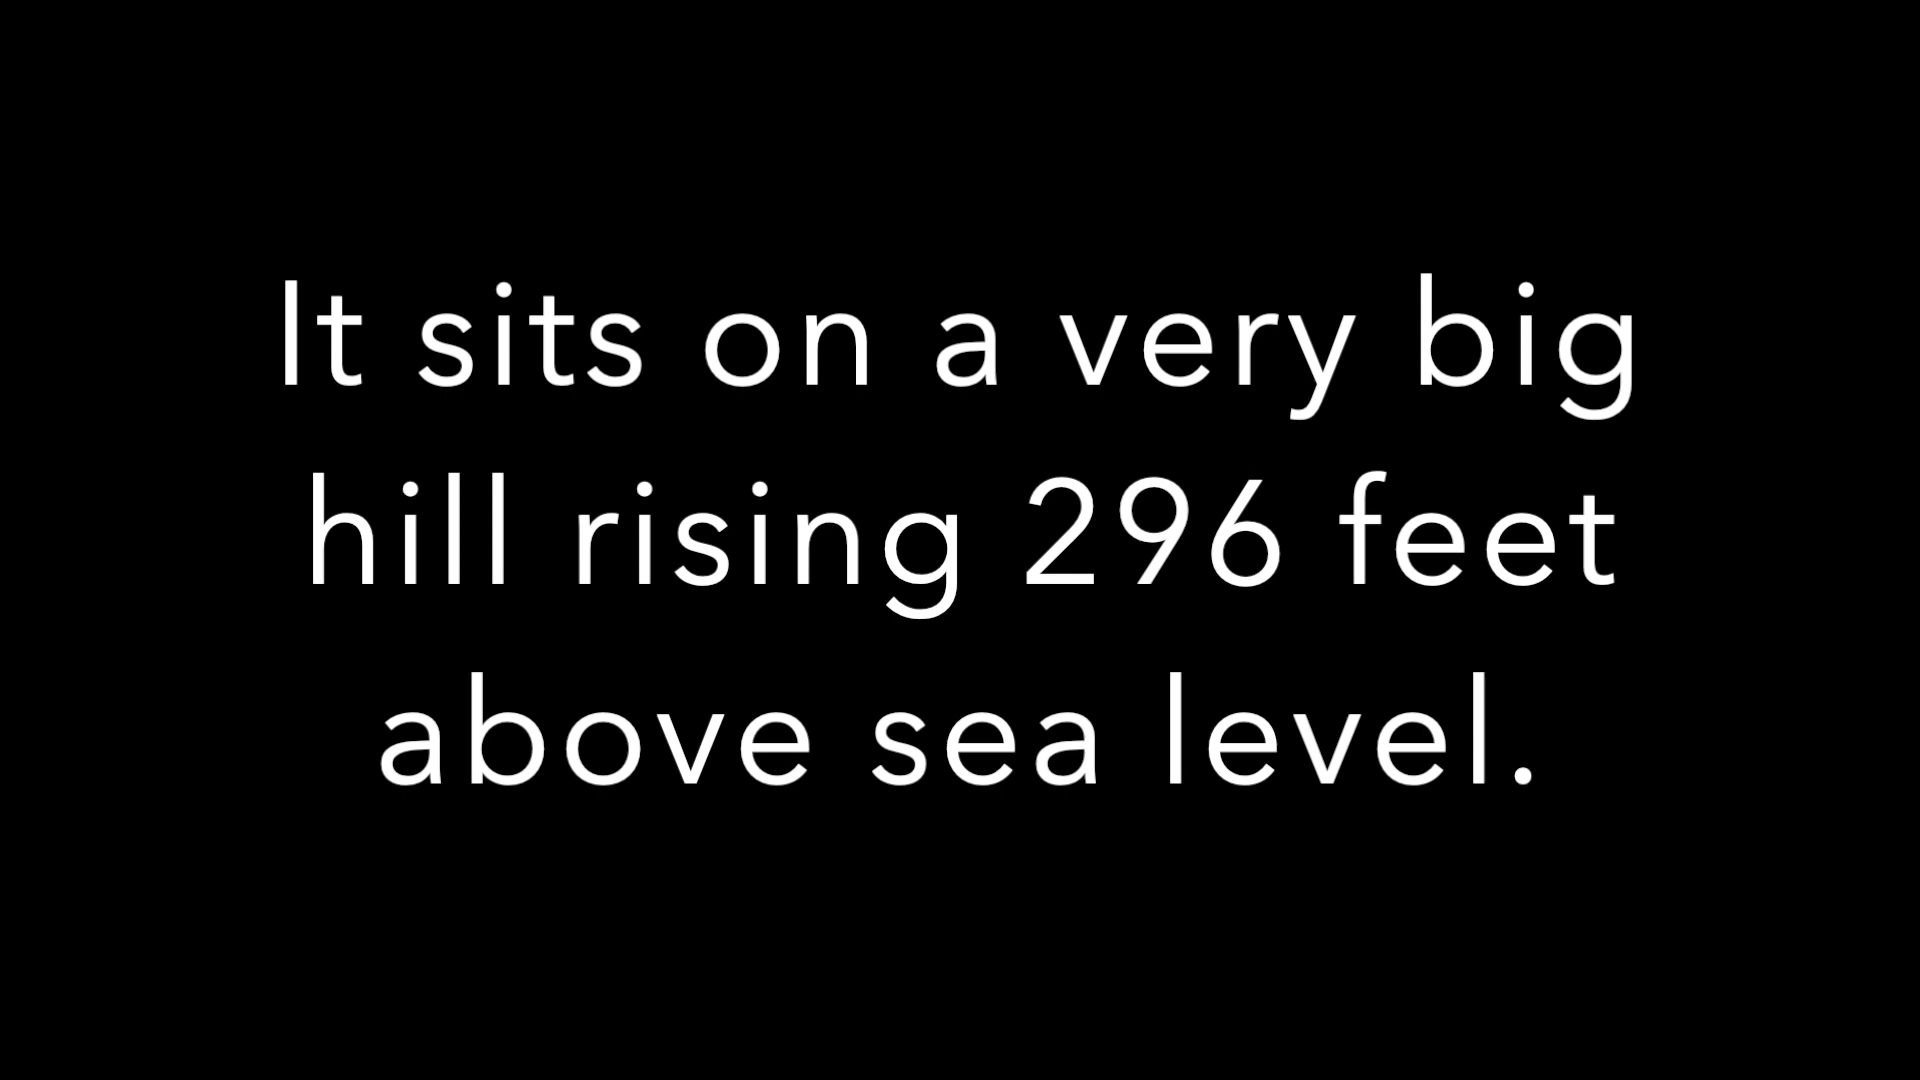 It sits on a very big
hill rising 296 feet
above sea level.